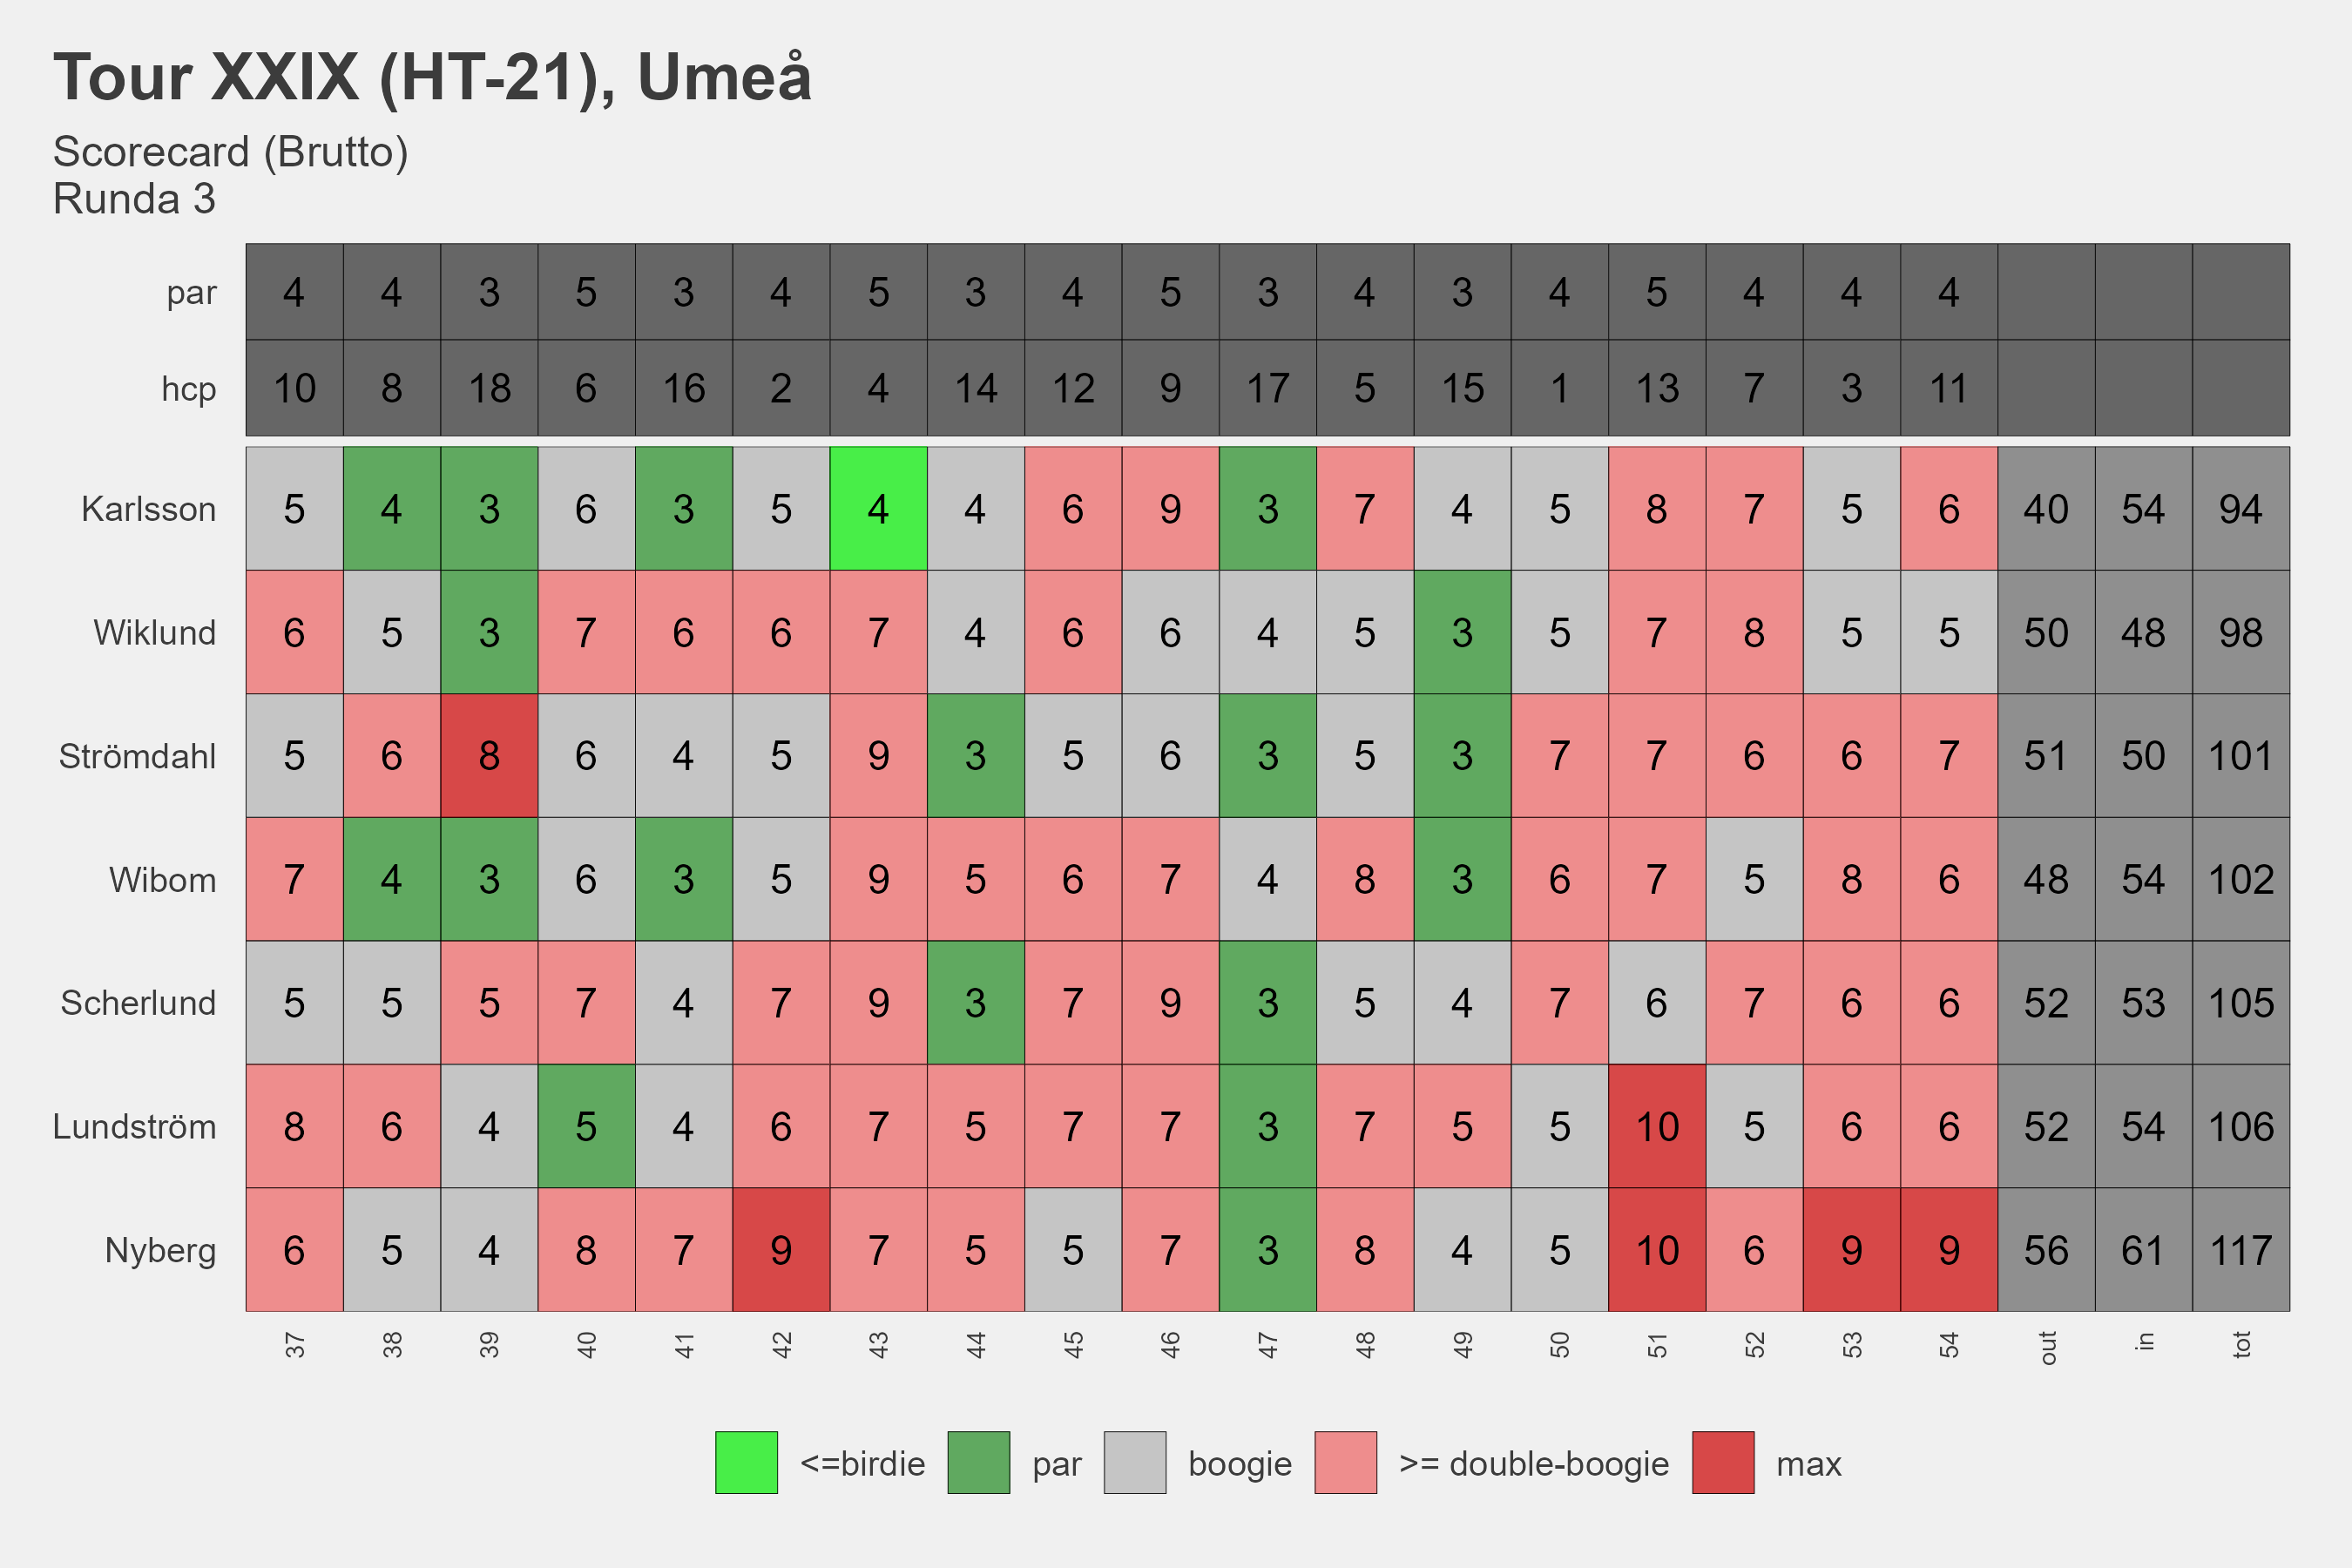 Tour XXIX (HT-21), Umeå
Scorecard (Brutto)
Runda 3
par 4 4 3 5 3 4 5 3 4 5 3 4 3 4 5 4 4 4
hcp 10 8 18 6 16 2 4 14 12 9 17 5 15 1 13 7 3 11
Karlsson 5 4 3 6 3 5 4 4 6 9 3 7 4 5 8 7 5 6 40 54 94
Wiklund 6 5 3 7 6 6 7 4 6 6 4 5 3 5 7 8 5 5 50 48 98
Strömdahl 5 6 8 6 4 5 9 3 5 6 3 5 3 7 7 6 6 7 51 50 101
Wibom 7 4 3 6 3 5 9 5 6 7 4 8 3 6 7 5 8 6 48 54 102
Scherlund 5 5 5 7 4 7 9 3 7 9 3 5 4 7 6 7 6 6 52 53 105
Lundström 8 6 4 5 4 6 7 5 7 7 3 7 5 5 10 5 6 6 52 54 106
Nyberg 6 5 4 8 7 9 7 5 5 7 3 8 4 5 10 6 9 9 56 61 117
37 38 39 40 41 42 43 44 45 46 47 48 49 50 51 52 53 54 out in tot
<=birdie par boogie >= double-boogie max